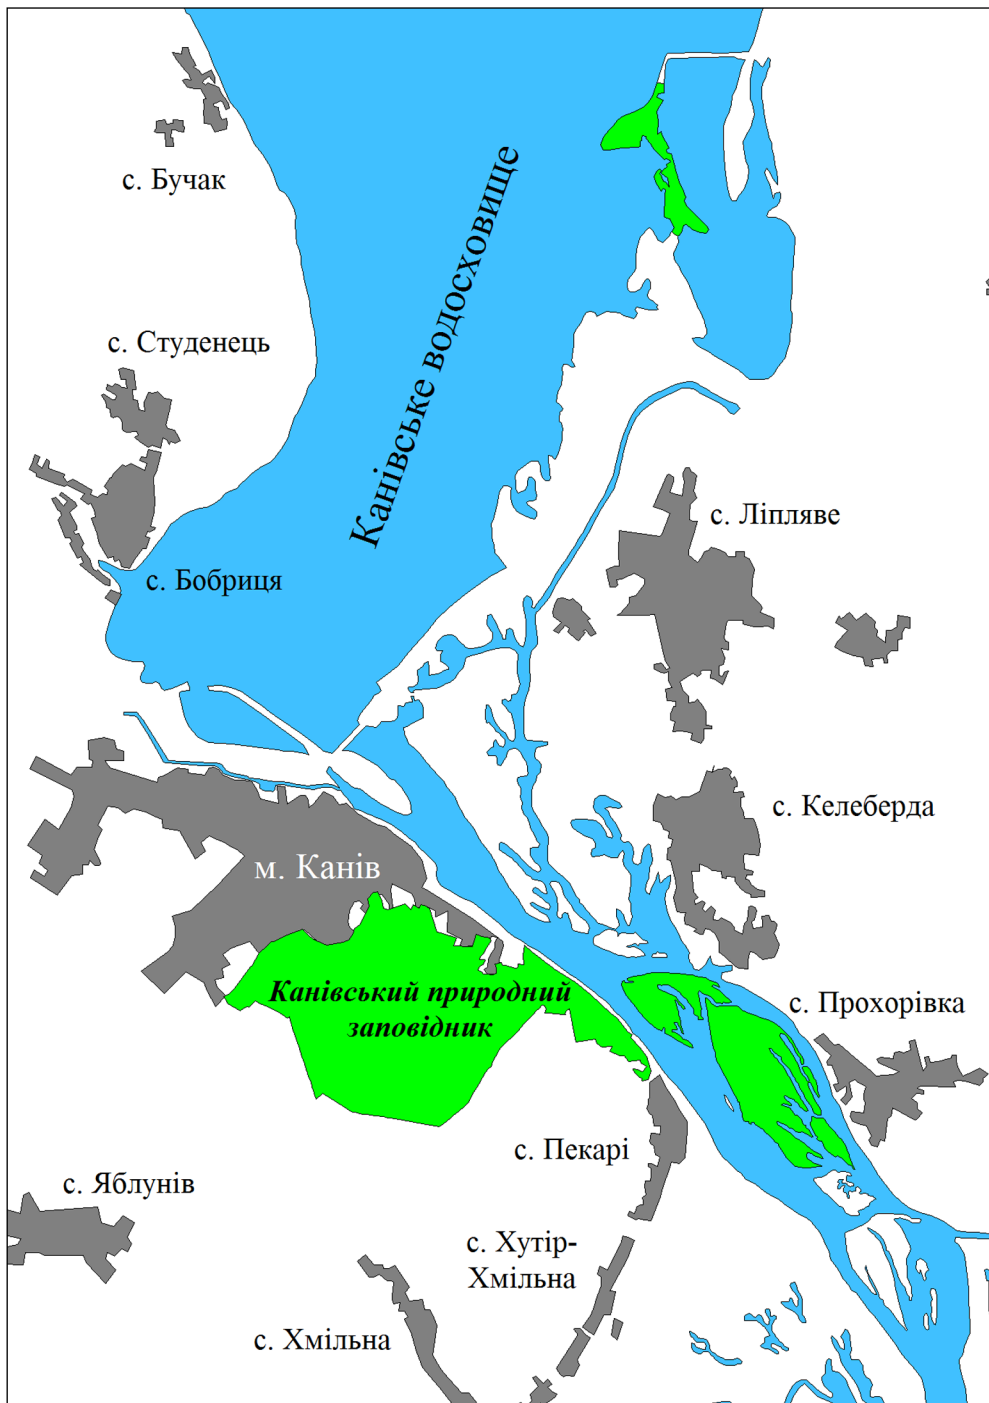 с. Бучак
Канівське водосховище
с. Студенець
с. Ліпляве
с. Бобриця
с. Келеберда
м. Канів
Канівський природний
заповідник
с. Прохорівка
с. Пекарі
с. Яблунів
с. Хутір-
Хмільна
с. Хмільна